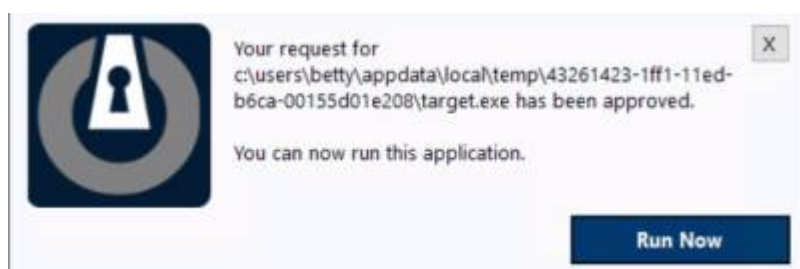 Your request for
X
c:\users\betty\appdata\local\temp\43261423-1ff1-11ed-
b6ca-00155d01e208\target.exe has been approved.
You can now run this application.
Run Now